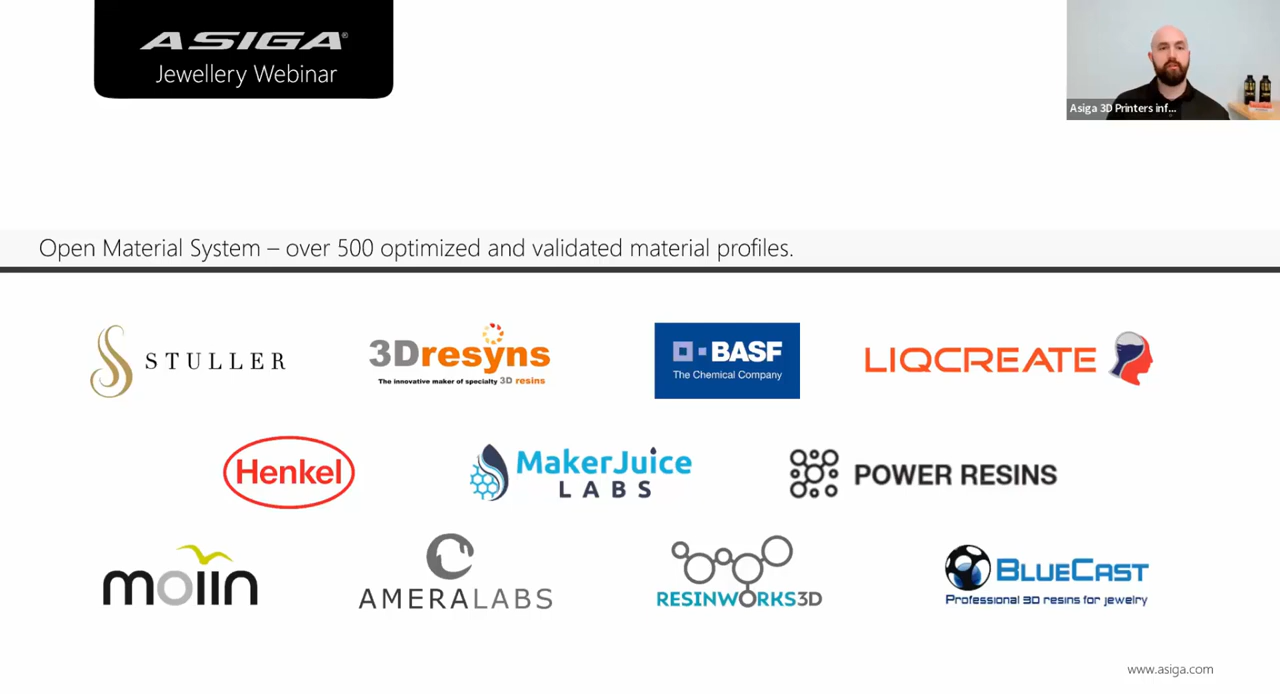 ASIGA®
Jewellery Webinar
Asiga 3D Printers inf...
Open Material System – over 500 optimized and validated material profiles.
STULLER
3Dresyns
The innovative maker of specialty 3D resins
BASF
The Chemical Company
LIQCREATE
Henkel
MakerJuice
LABS
POWER RESINS
moiin
AMERALABS
RESINWORKS3D
BLUECAST
Professional 3D resins for jewelry
www.asiga.com